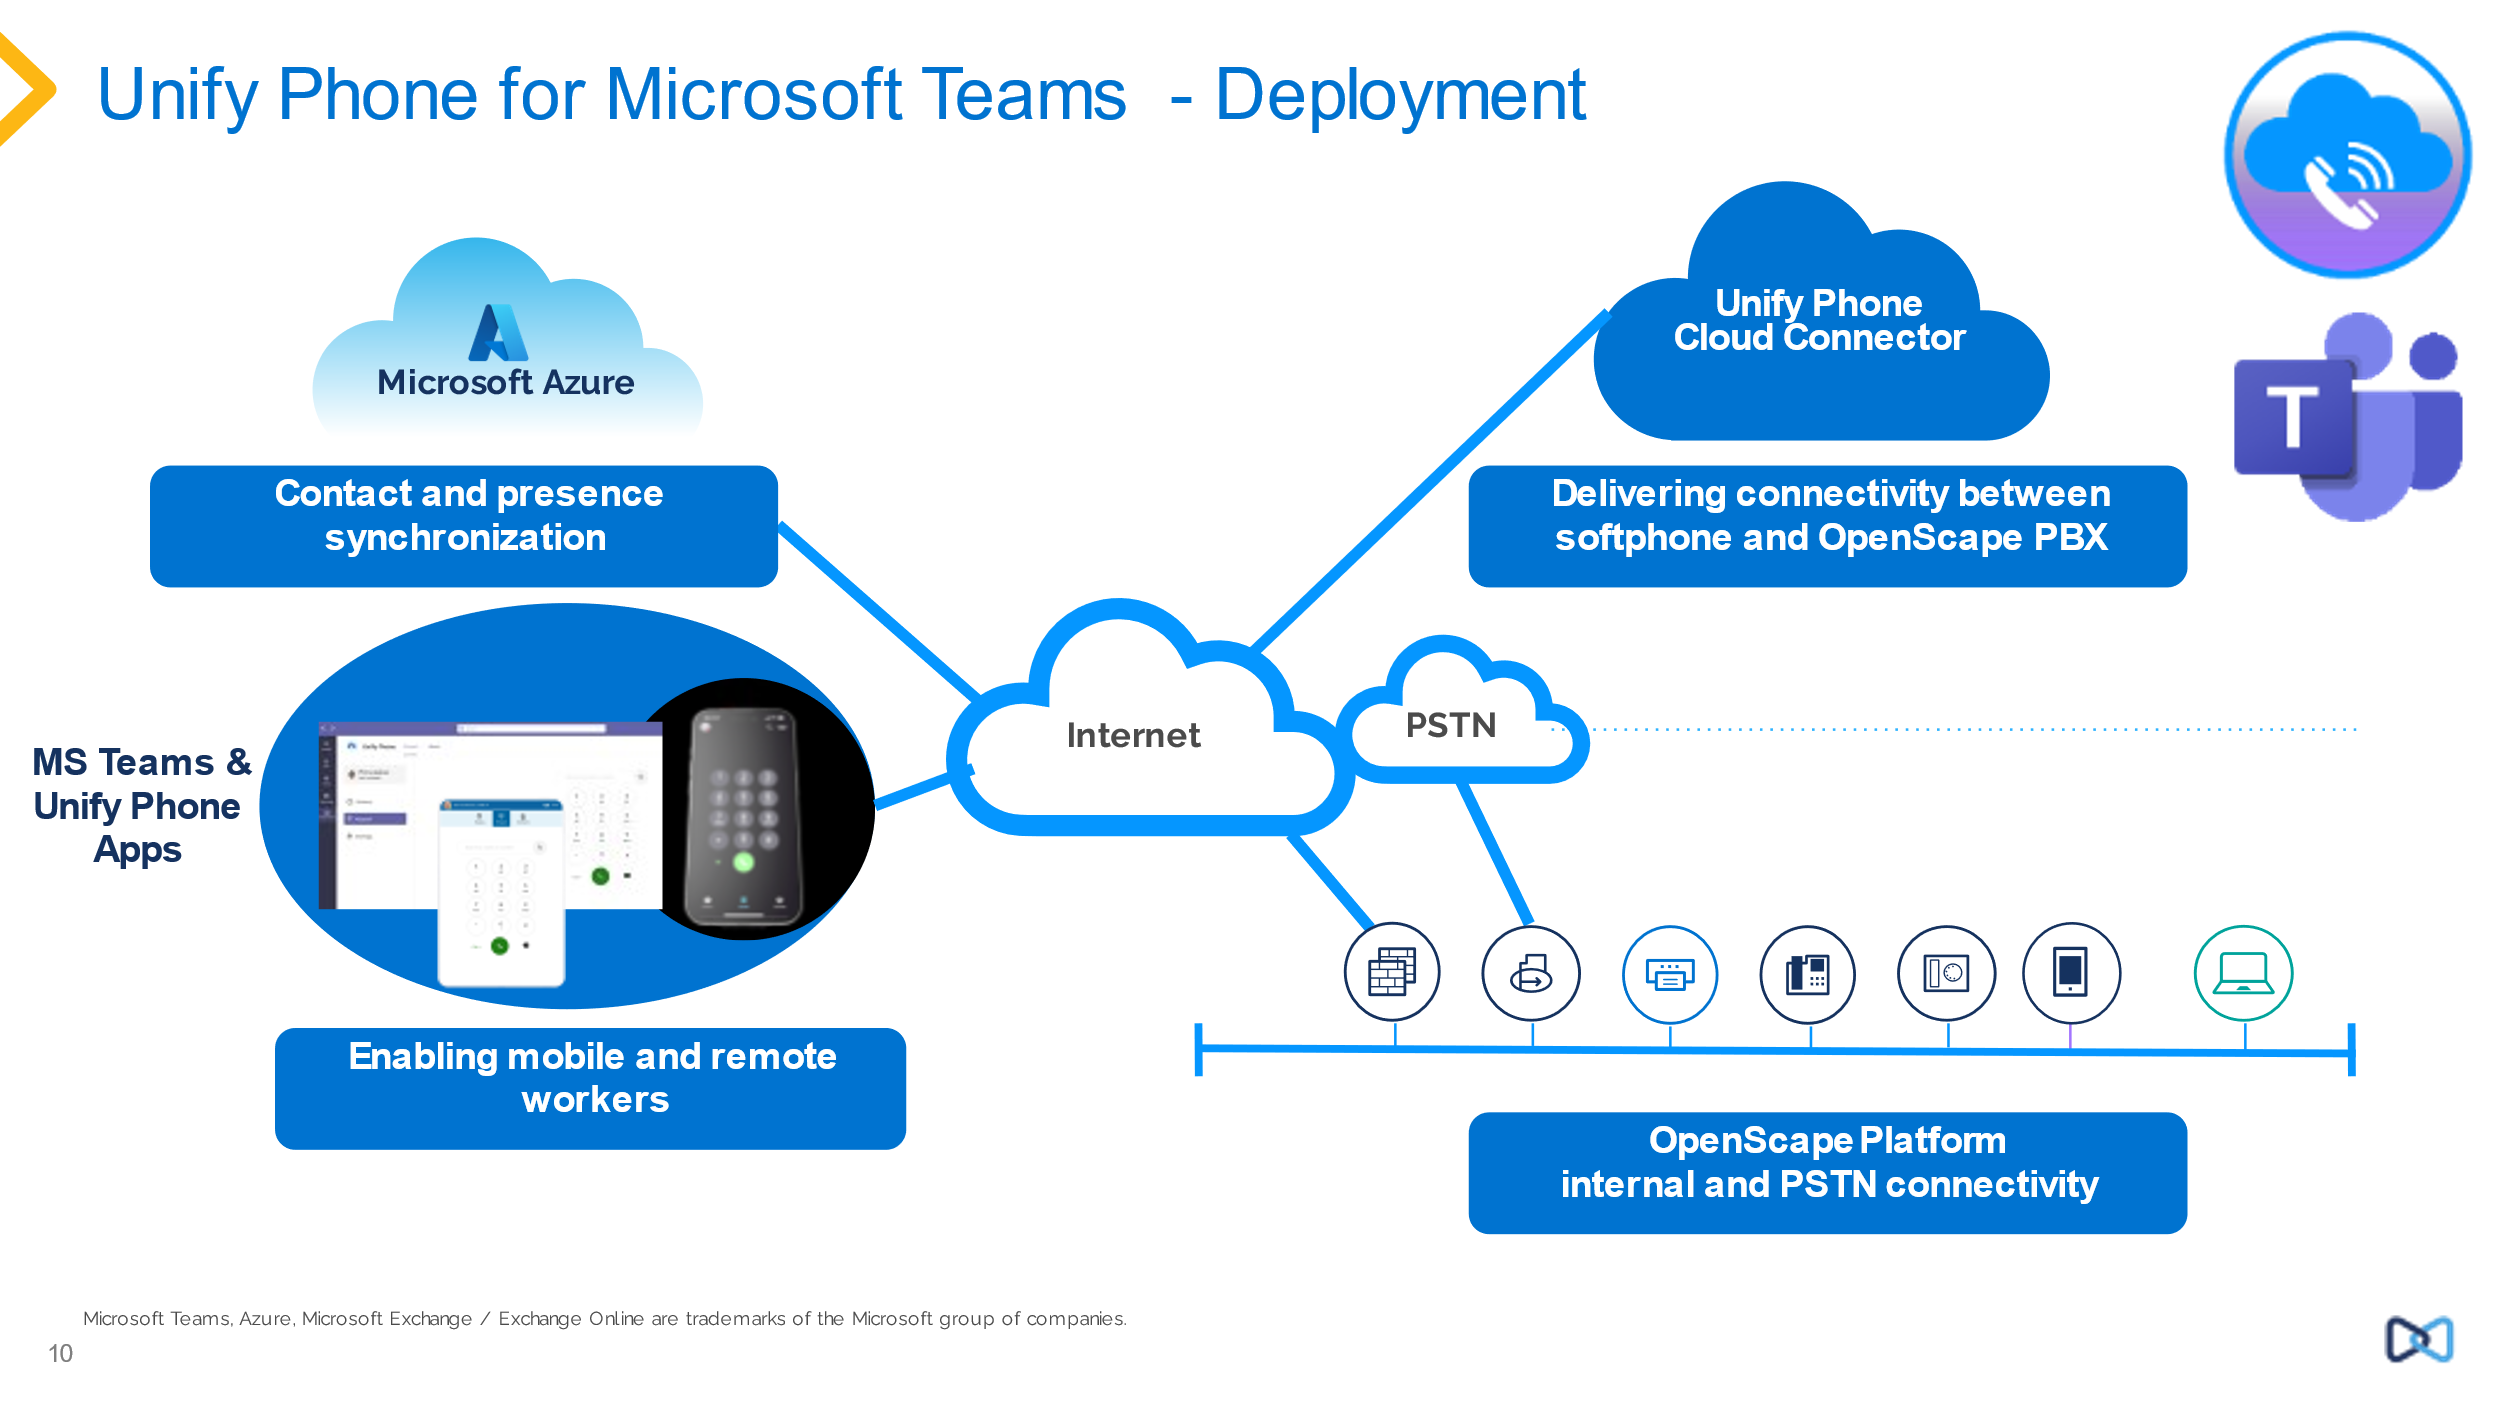 Unify Phone for Microsoft Teams - Deployment
Microsoft Azure
Unify Phone
Cloud Connector
T
Contact and presence
synchronization
Delivering connectivity between
softphone and OpenScape PBX
MS Teams &
Unify Phone
Apps
Internet
PSTN
Enabling mobile and remote
workers
OpenScape Platform
internal and PSTN connectivity
Microsoft Teams, Azure, Microsoft Exchange / Exchange Online are trademarks of the Microsoft group of companies.
10